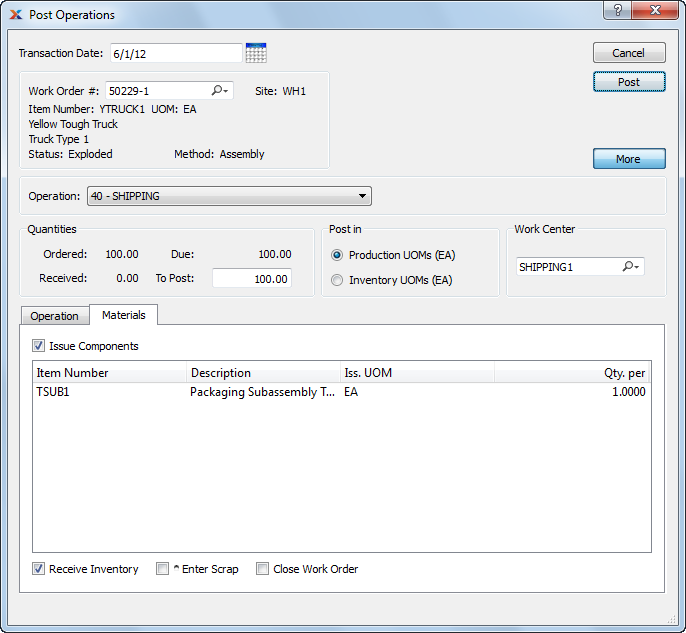 Post Operations
?
Transaction Date: 6/1/12
Cancel
Work Order #: 50229-1 Site: WH1
Post
Item Number: YTRUCK1 UOM: EA
Yellow Tough Truck
Truck Type 1
Status: Exploded Method: Assembly
More
Operation: 40 - SHIPPING
Quantities Post in Work Center
Ordered: 100.00 Due: 100.00 Production UOMs (EA)
SHIPPING1
Received: 0.00 To Post: 100.00 Inventory UOMs (EA)
Operation Materials
Issue Components
Item Number Description Iss. UOM Qty. per
TSUB1 Packaging Subassembly T... EA 1.0000
Receive Inventory * Enter Scrap Close Work Order